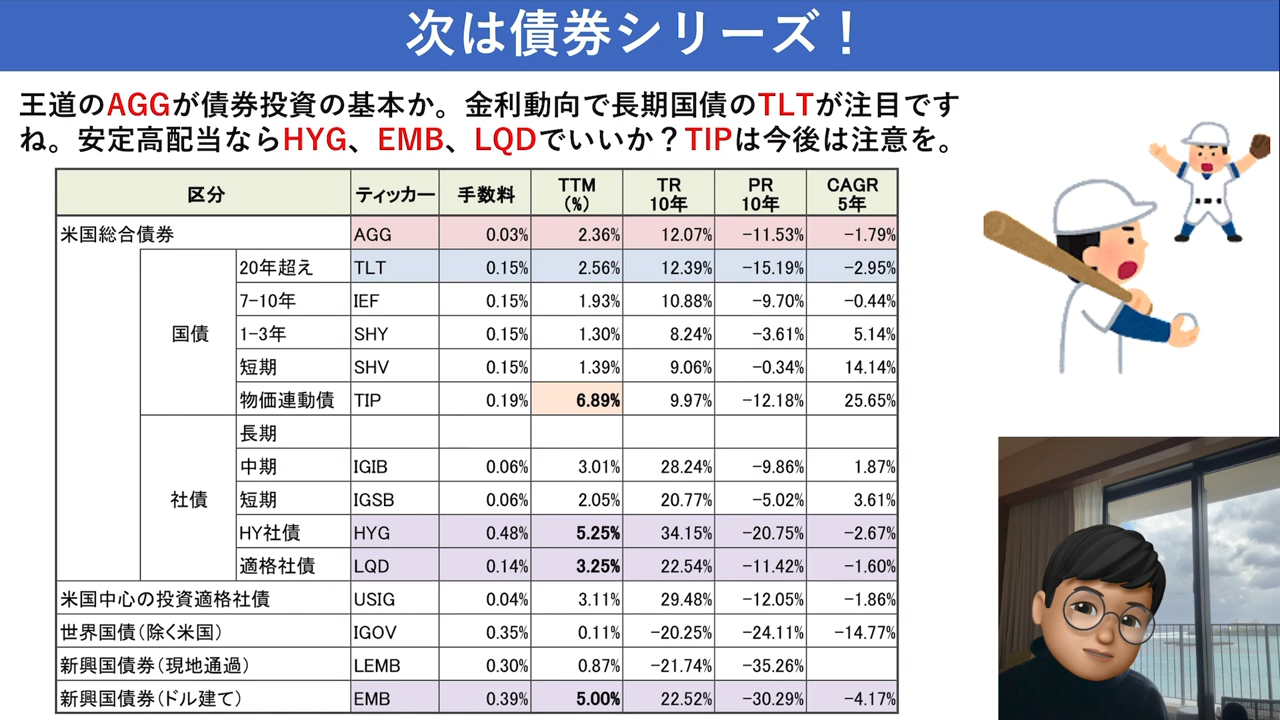 次は債券シリーズ！
王道のAGGが債券投資の基本か。金利動向で長期国債のTLTが注目です
ね。安定高配当ならHYG、EMB、LQDでいいか？TIPは今後は注意を。
区分 ティッカー 手数料 TTM (%) TR 10年 PR 10年 CAGR 5年
米国総合債券 AGG 0.03% 2.36% 12.07% −11.53% −1.79%
国債 20年超え TLT 0.15% 2.56% 12.39% −15.19% −2.95%
7-10年 IEF 0.15% 1.93% 10.88% −9.70% −0.44%
1-3年 SHY 0.15% 1.30% 8.24% −3.61% 5.14%
短期 SHV 0.15% 1.39% 9.06% −0.34% 14.14%
物価連動債 TIP 0.19% 6.89% 9.97% −12.18% 25.65%
社債 長期
中期 IGIB 0.06% 3.01% 28.24% −9.86% 1.87%
短期 IGSB 0.06% 2.05% 20.77% −5.02% 3.61%
HY社債 HYG 0.48% 5.25% 34.15% −20.75% −2.67%
適格社債 LQD 0.14% 3.25% 22.54% −11.42% −1.60%
米国中心の投資適格社債 USIG 0.04% 3.11% 29.48% −12.05% −1.86%
世界国債（除く米国） IGOV 0.35% 0.11% −20.25% −24.11% −14.77%
新興国債券（現地通過） LEMB 0.30% 0.87% −21.74% −35.26%
新興国債券（ドル建て） EMB 0.39% 5.00% 22.52% −30.29% −4.17%